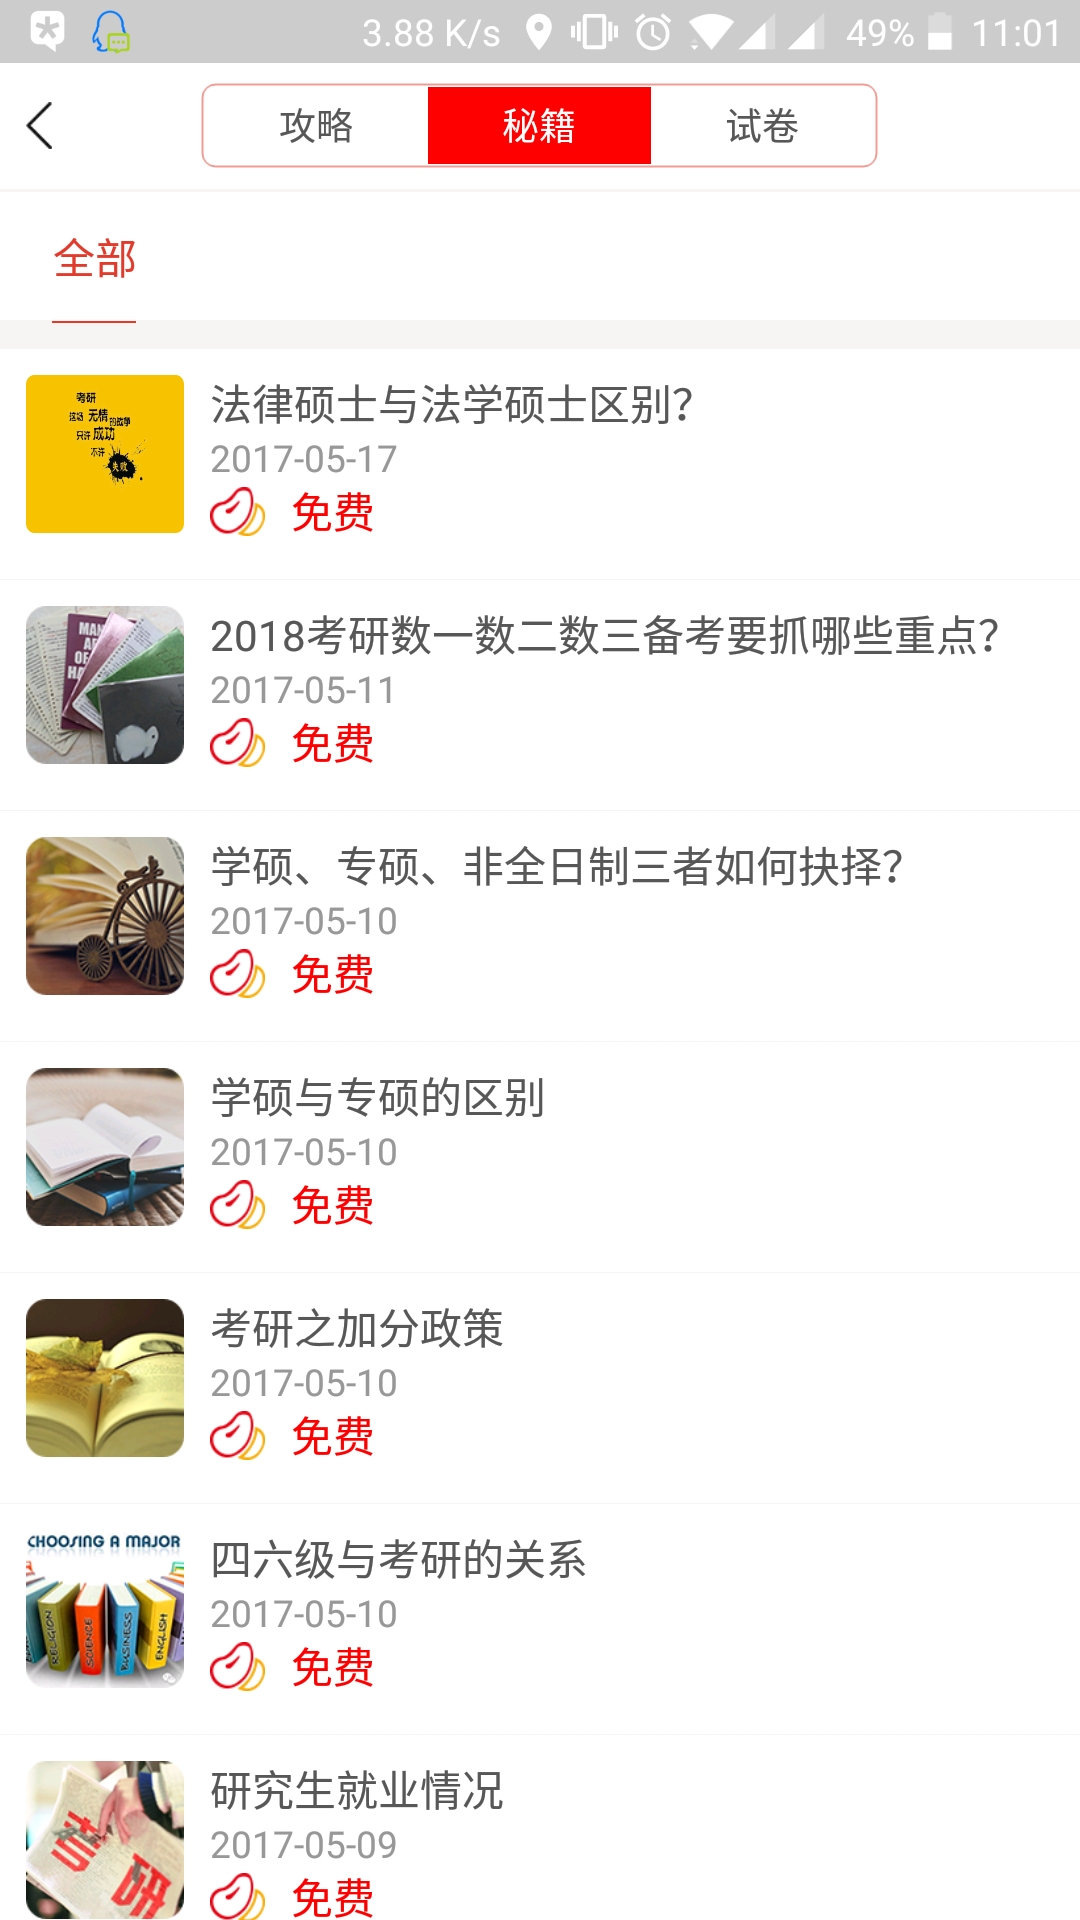 3.88 K/s 49% 11:01
攻略 秘籍 试卷
全部
考研
这场 无情 的战争
只许 成功
不许
失败
法律硕士与法学硕士区别?
2017-05-17
免费
2018考研数一数二数三备考要抓哪些重点?
2017-05-11
免费
学硕、专硕、非全日制三者如何抉择?
2017-05-10
免费
学硕与专硕的区别
2017-05-10
免费
考研之加分政策
2017-05-10
免费
CHOOSING A MAJOR
RELIGION
SCIENCE
BUSINESS
ENGLISH
四六级与考研的关系
2017-05-10
免费
考研
研究生就业情况
2017-05-09
免费